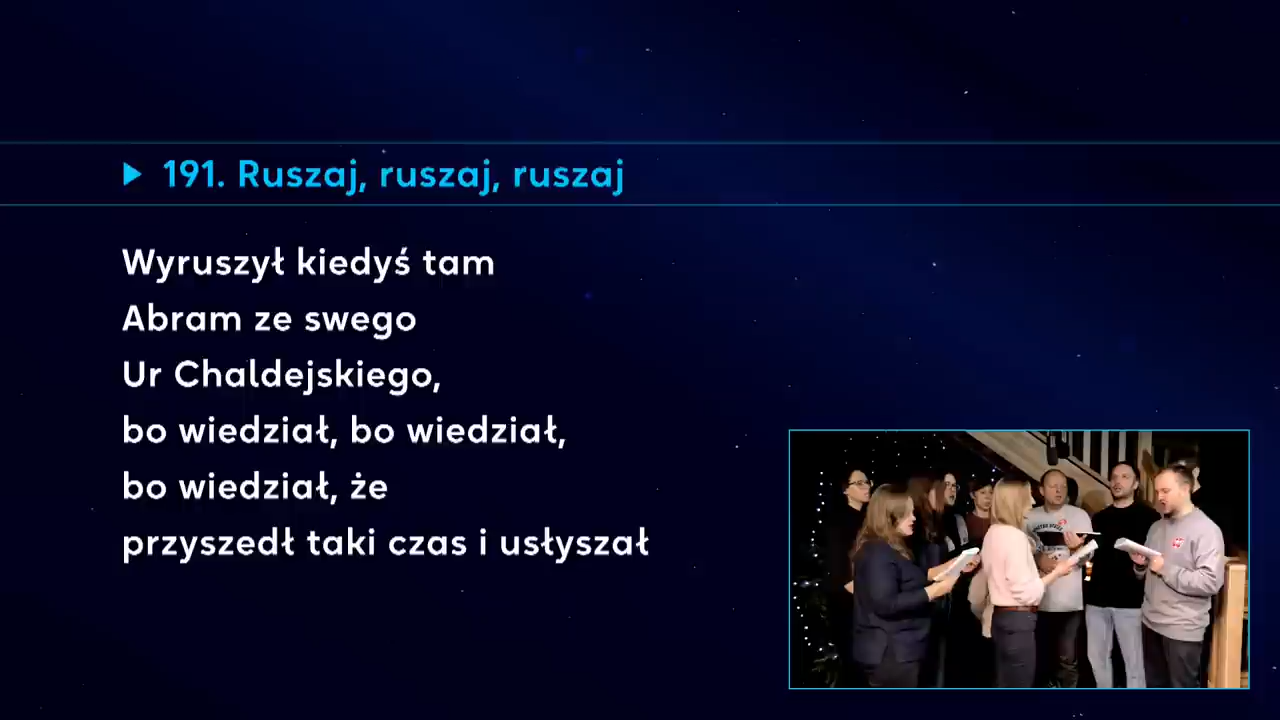 191. Ruszaj, ruszaj, ruszaj
Wyruszył kiedyś tam
Abram ze swego
Ur Chaldejskiego,
bo wiedział, bo wiedział,
bo wiedział, że
przyszedł taki czas i usłyszał